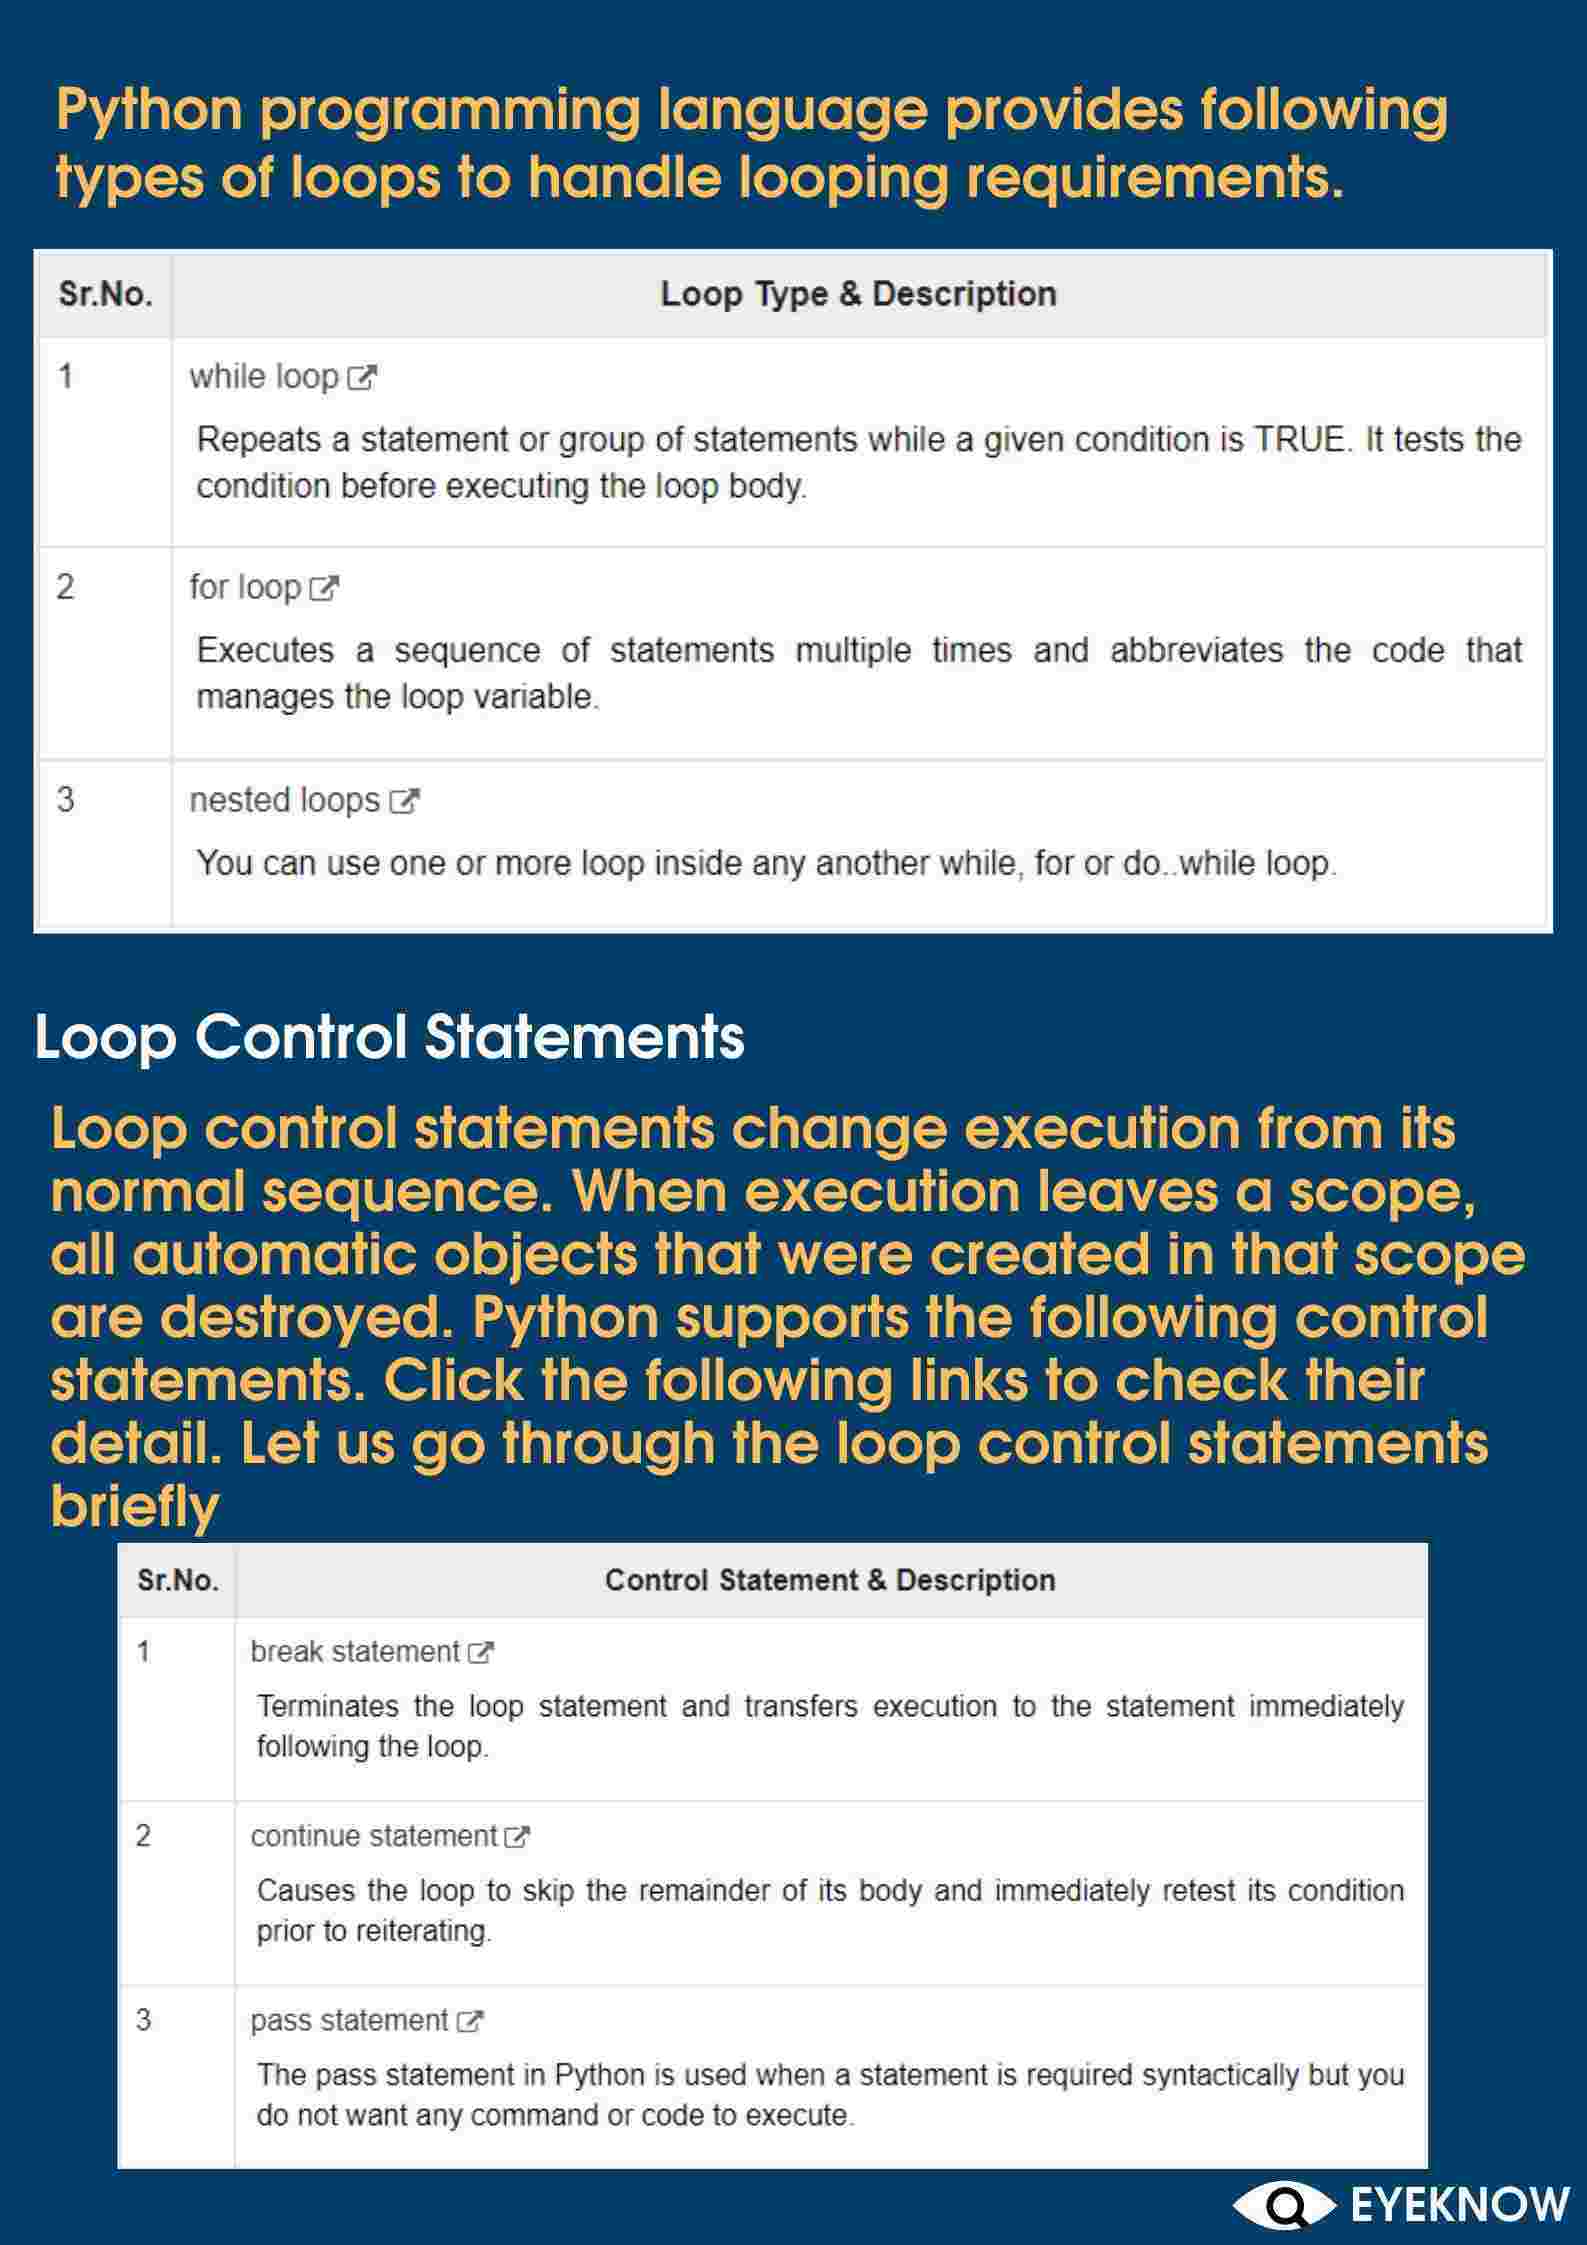 Python programming language provides following
types of loops to handle looping requirements.
Sr.No. Loop Type & Description
1 while loop
Repeats a statement or group of statements while a given condition is TRUE. It tests the
condition before executing the loop body.
2 for loop
Executes a sequence of statements multiple times and abbreviates the code that
manages the loop variable.
3 nested loops
You can use one or more loop inside any another while, for or do..while loop.
Loop Control Statements
Loop control statements change execution from its
normal sequence. When execution leaves a scope,
all automatic objects that were created in that scope
are destroyed. Python supports the following control
statements. Click the following links to check their
detail. Let us go through the loop control statements
briefly
Sr.No. Control Statement & Description
1 break statement
Terminates the loop statement and transfers execution to the statement immediately
following the loop.
2 continue statement
Causes the loop to skip the remainder of its body and immediately retest its condition
prior to reiterating.
3 pass statement
The pass statement in Python is used when a statement is required syntactically but you
do not want any command or code to execute.
EYEKNOW